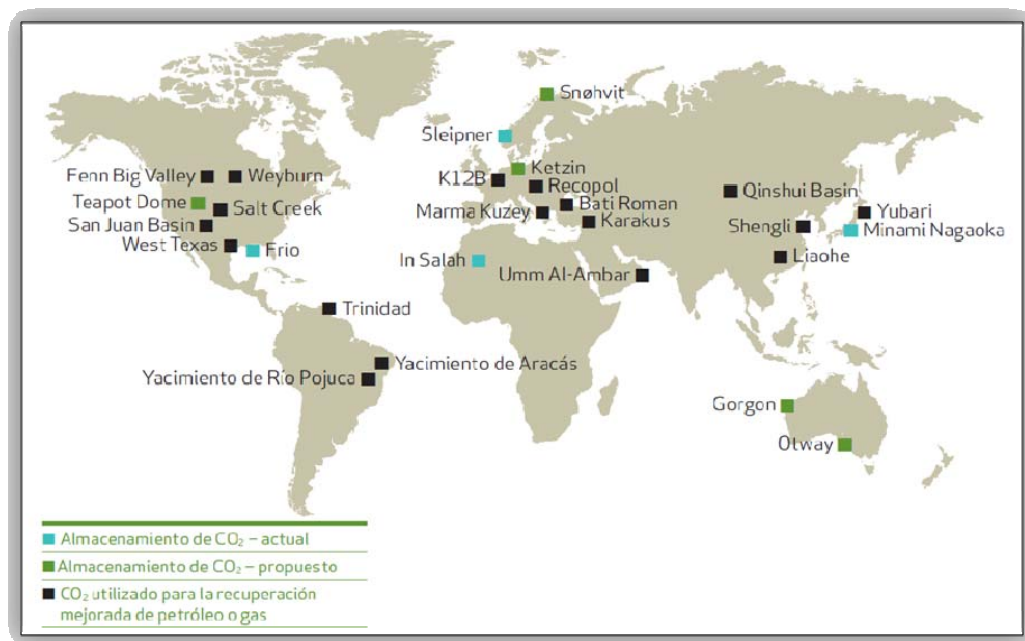 Snøhvit
Sleipner
Ketzin
K12B
Recopol
Fenn Big Valley
Weyburn
Teapot Dome
Salt Creek
San Juan Basin
West Texas
Frio
Marma Kuzey
Bati Roman
Karakus
Qinshui Basin
Yubari
Shengli
Minami Nagaoka
Liaohe
In Salah
Umm Al-Ambar
Trinidad
Yacimiento de Aracás
Yacimiento de Río Pojuca
Gorgon
Otway
Almacenamiento de CO₂ – actual
Almacenamiento de CO₂ – propuesto
CO₂ utilizado para la recuperación
mejorada de petróleo o gas